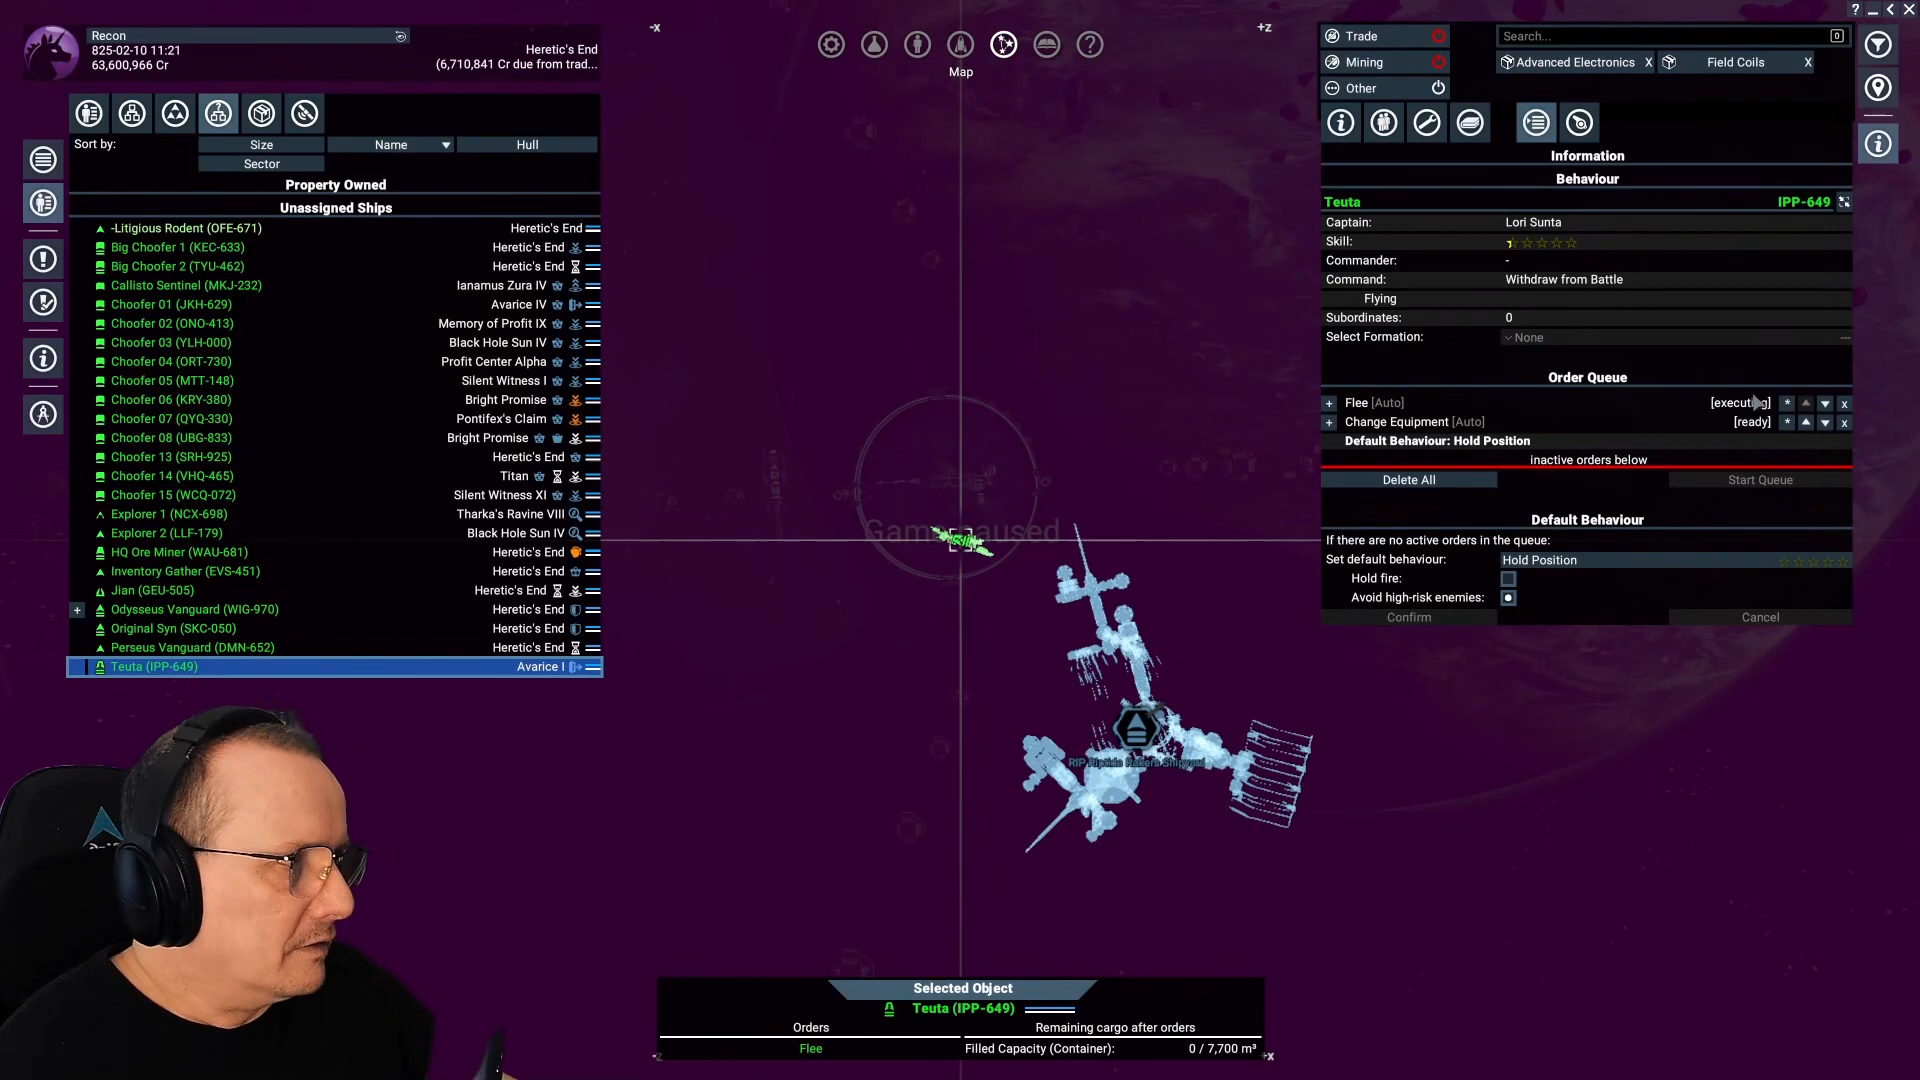 Recon
825-02-10 11:21
63,600,966 Cr
Heretic's End
(6,710,841 Cr due from trad...
Sort by:
Size
Name
Hull
Sector
Property Owned
Unassigned Ships
-Litigious Rodent (OFE-671) Heretic's End
Big Choofer 1 (KEC-633) Heretic's End
Big Choofer 2 (TYU-462) Heretic's End
Callisto Sentinel (MKJ-232) Ianamus Zura IV
Choofer 01 (JKH-629) Avarice IV
Choofer 02 (ONO-413) Memory of Profit IX
Choofer 03 (YLH-000) Black Hole Sun IV
Choofer 04 (ORT-730) Profit Center Alpha
Choofer 05 (MTT-148) Silent Witness I
Choofer 06 (KRY-380) Bright Promise
Choofer 07 (QYQ-330) Pontifex's Claim
Choofer 08 (UBG-833) Bright Promise
Choofer 13 (SRH-925) Heretic's End
Choofer 14 (VHQ-465) Titan
Choofer 15 (WCQ-072) Silent Witness XI
Explorer 1 (NCX-698) Tharka's Ravine VIII
Explorer 2 (LLF-179) Black Hole Sun IV
HQ Ore Miner (WAU-681) Heretic's End
Inventory Gather (EVS-451) Heretic's End
Jian (GEU-505) Heretic's End
+ Odysseus Vanguard (WIG-970) Heretic's End
Original Syn (SKC-050) Heretic's End
Perseus Vanguard (DMN-652) Heretic's End
Teuta (IPP-649) Avarice I
-x
+z
?
Map
Game paused
RIP Riptide Rakers Shipyard
Selected Object
Teuta (IPP-649)
Orders
Remaining cargo after orders
Flee
Filled Capacity (Container): 0 / 7,700 m³
-z
+x
? _ < X
Trade
Mining
Other
Search... 0
Advanced Electronics X
Field Coils X
Information
Behaviour
Teuta IPP-649
Captain: Lori Sunta
Skill:
Commander: -
Command: Withdraw from Battle
Flying
Subordinates: 0
Select Formation: None
Order Queue
+ Flee [Auto] [executing] * x
+ Change Equipment [Auto] [ready] * x
Default Behaviour: Hold Position
inactive orders below
Delete All
Start Queue
Default Behaviour
If there are no active orders in the queue:
Set default behaviour: Hold Position
Hold fire:
Avoid high-risk enemies:
Confirm
Cancel